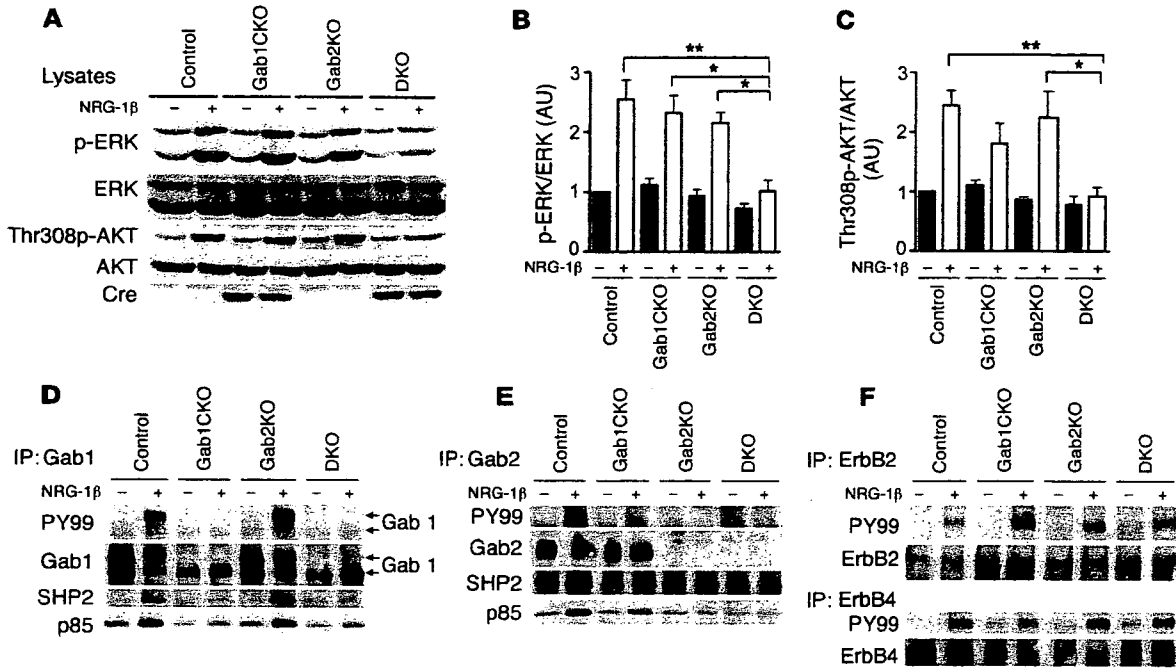 A
Lysates
Control
Gab1CKO
Gab2KO
DKO
NRG-1β
– + – + – + – +
p-ERK
ERK
Thr308p-AKT
AKT
Cre
B
p-ERK/ERK (AU)
3
2
1
0
**
*
*
NRG-1β
– + – + – + – +
Control
Gab1CKO
Gab2KO
DKO
C
Thr308p-AKT/AKT
(AU)
3
2
1
0
**
*
NRG-1β
– + – + – + – +
Control
Gab1CKO
Gab2KO
DKO
D
IP: Gab1
Control
Gab1CKO
Gab2KO
DKO
NRG-1β
– + – + – + – +
PY99
Gab 1
Gab1
Gab 1
SHP2
p85
E
IP: Gab2
Control
Gab1CKO
Gab2KO
DKO
NRG-1β
– + – + – + – +
PY99
Gab2
SHP2
p85
F
IP: ErbB2
Control
Gab1CKO
Gab2KO
DKO
NRG-1β
– + – + – + – +
PY99
ErbB2
IP: ErbB4
PY99
ErbB4